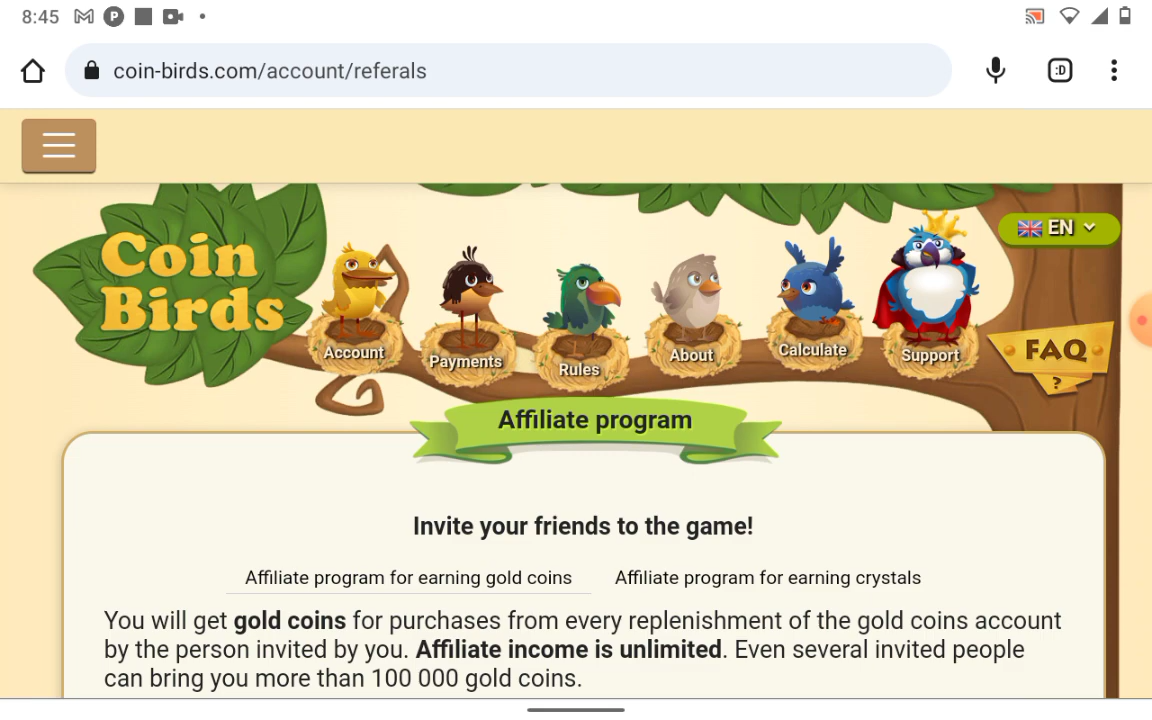 8:45
P
coin-birds.com/account/referals
:D
Coin
Birds
EN
Account
Payments
Rules
About
Calculate
Support
FAQ
?
Affiliate program
Invite your friends to the game!
Affiliate program for earning gold coins
Affiliate program for earning crystals
You will get gold coins for purchases from every replenishment of the gold coins account
by the person invited by you. Affiliate income is unlimited. Even several invited people
can bring you more than 100 000 gold coins.